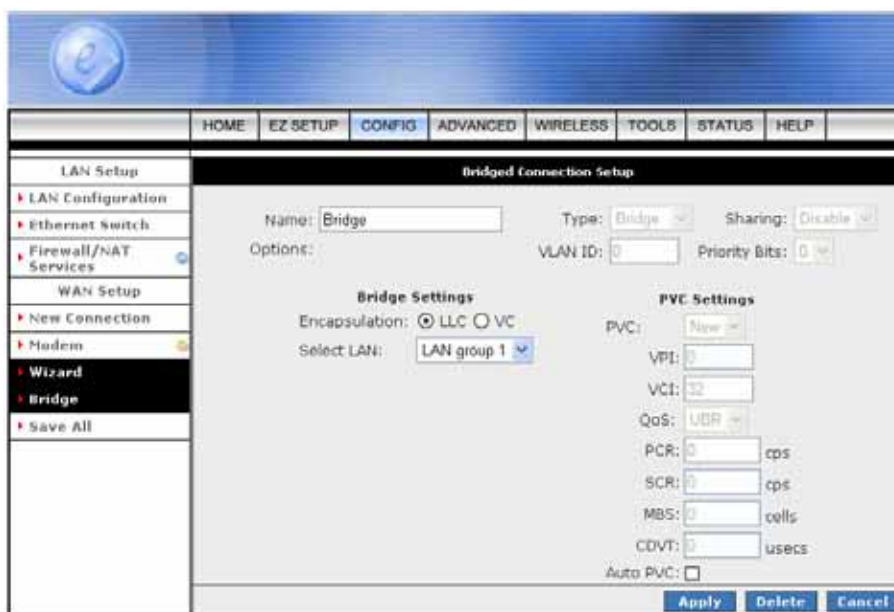 HOME EZ SETUP CONFIG ADVANCED WIRELESS TOOLS STATUS HELP
LAN Setup
LAN Configuration
Ethernet Switch
Firewall/NAT
Services
WAN Setup
New Connection
Modem
Wizard
Bridge
Save All
Bridged Connection Setup
Name: Bridge Type: Bridge Sharing: Disable
Options: VLAN ID: 0 Priority Bits: 0
Bridge Settings
Encapsulation: LLC VC
Select LAN: LAN group 1
PVC Settings
PVC: New
VPI: 0
VCI: 32
QoS: UBR
PCR: 0 cps
SCR: 0 cps
MBS: 0 cells
CDVT: 0 usecs
Auto PVC:
Apply Delete Cancel